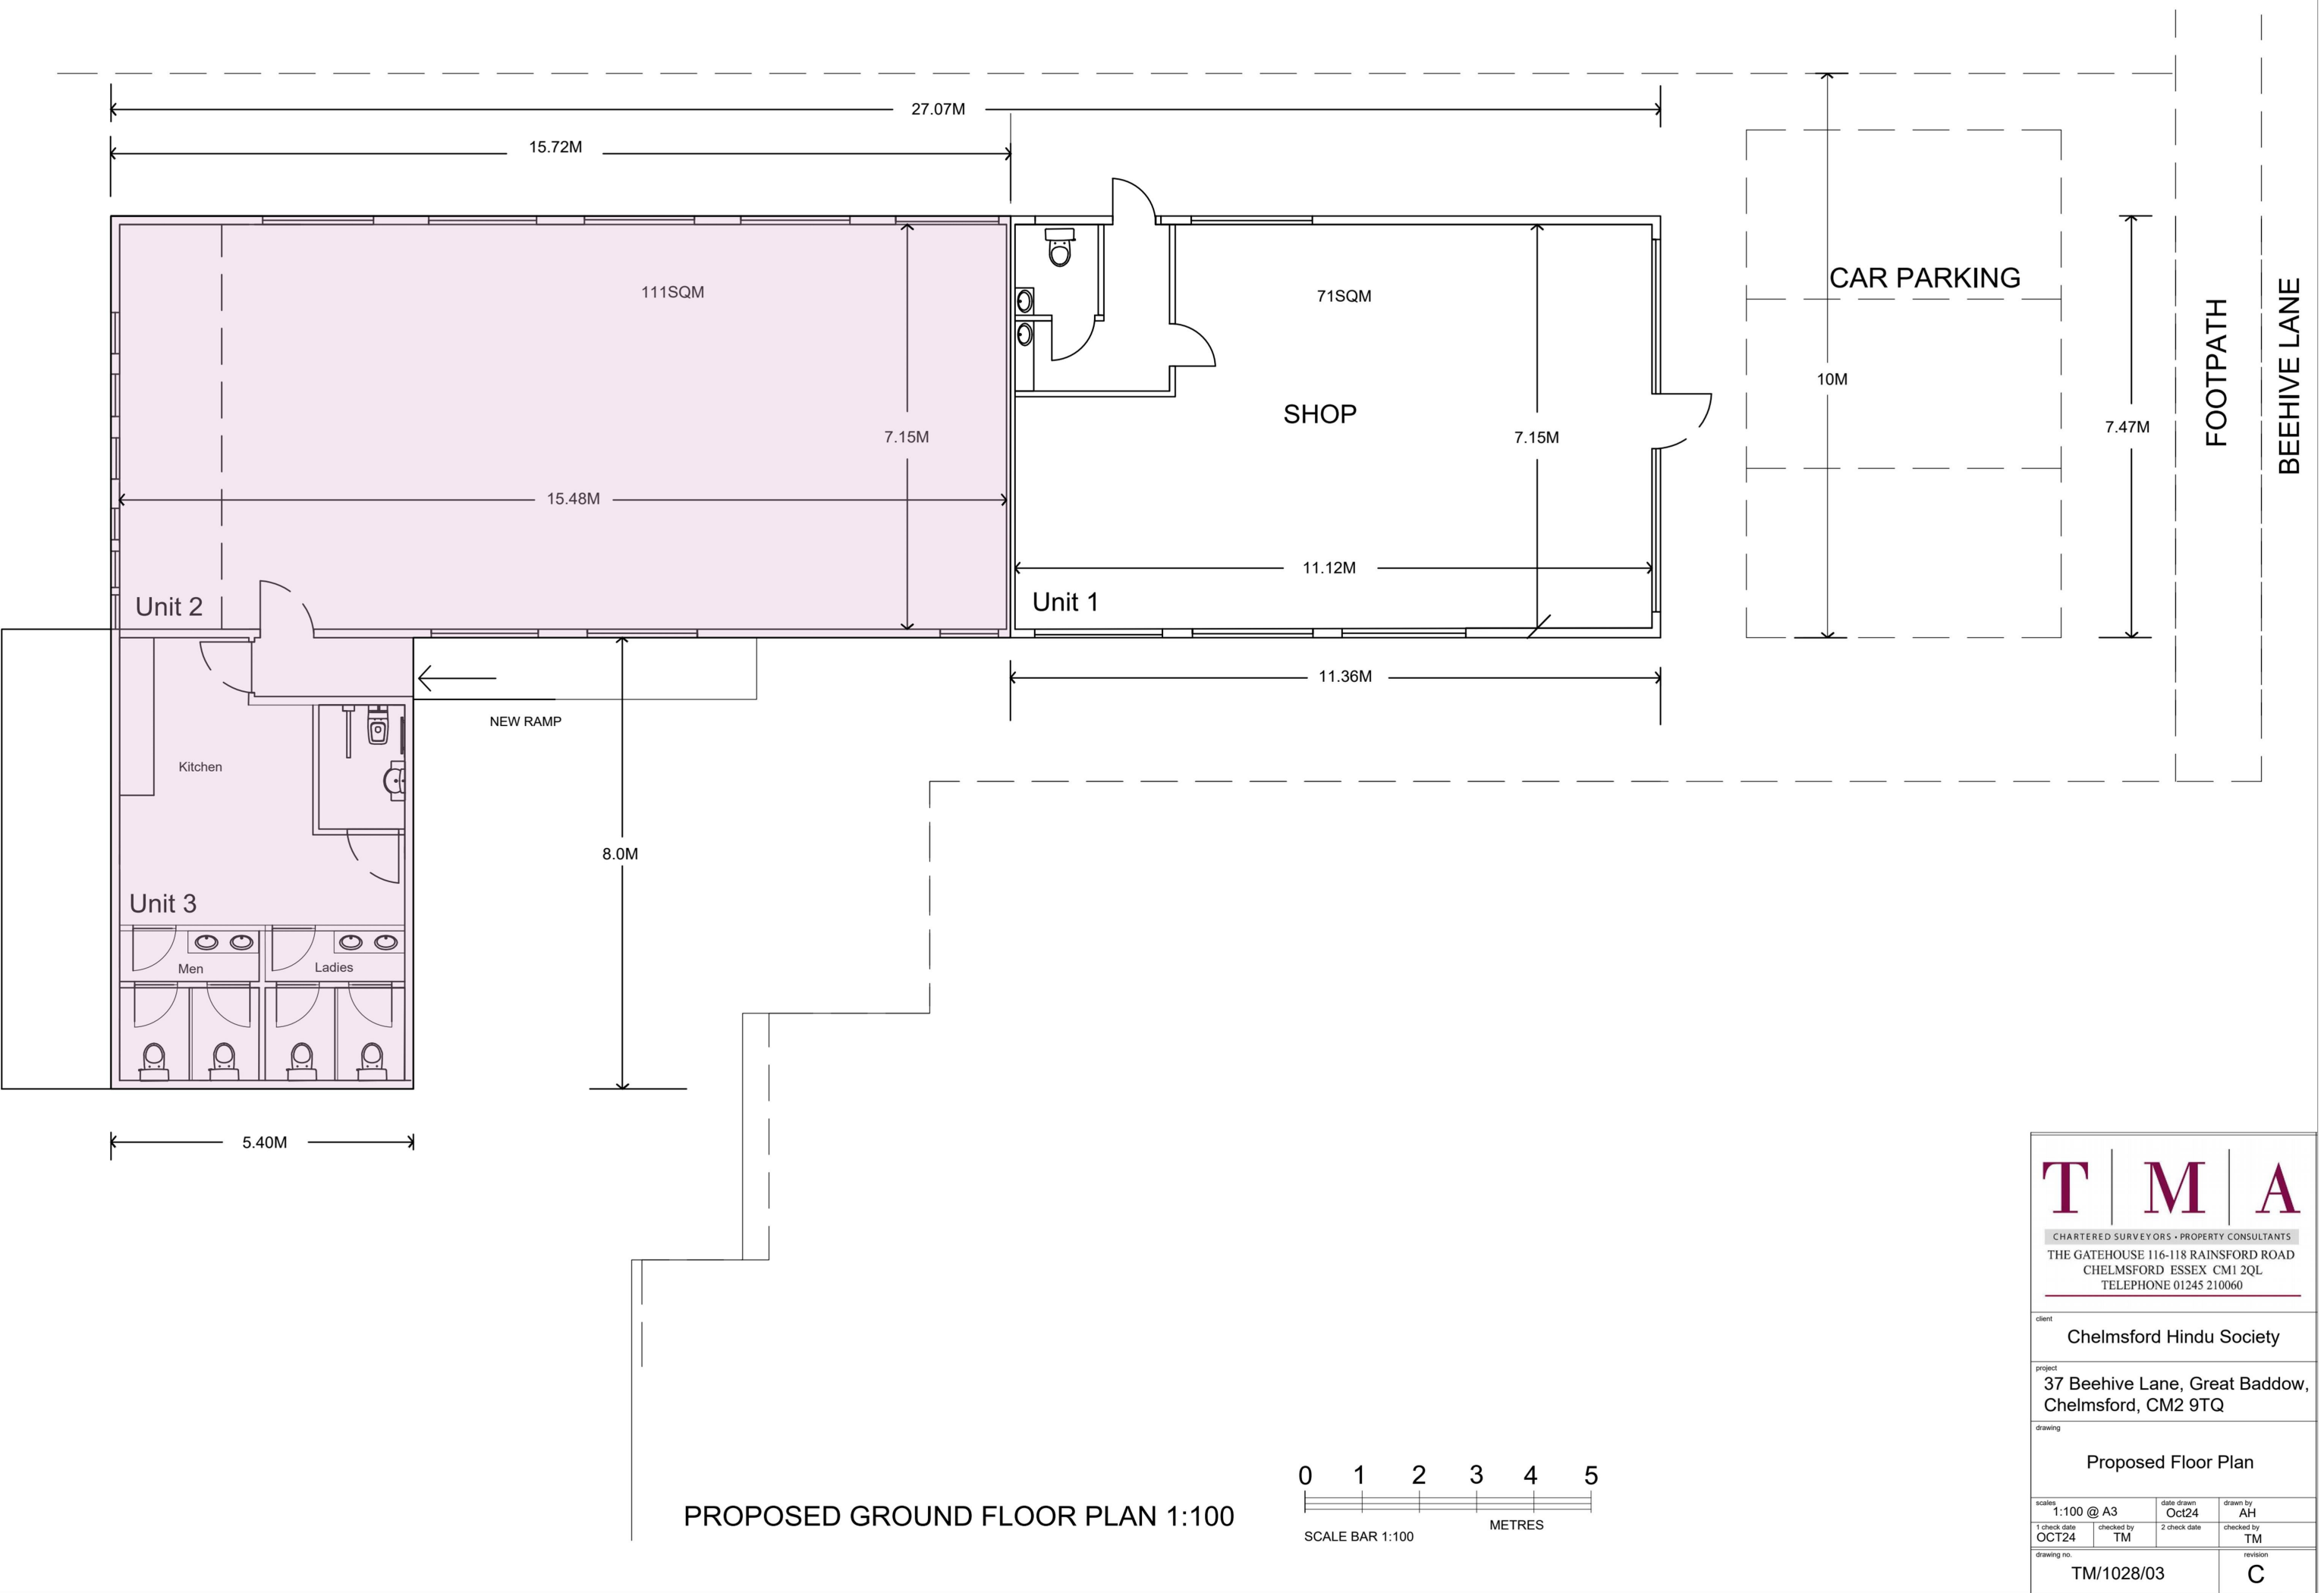 27.07M
15.72M
111SQM
71SQM
CAR PARKING
FOOTPATH
BEEHIVE LANE
10M
SHOP
7.47M
7.15M
7.15M
15.48M
11.12M
Unit 2
Unit 1
11.36M
NEW RAMP
Kitchen
8.0M
Unit 3
Men
Ladies
5.40M
T M A
CHARTERED SURVEYORS • PROPERTY CONSULTANTS
THE GATEHOUSE 116-118 RAINSFORD ROAD
CHELMSFORD ESSEX CM1 2QL
TELEPHONE 01245 210060
client
Chelmsford Hindu Society
project
37 Beehive Lane, Great Baddow,
Chelmsford, CM2 9TQ
drawing
Proposed Floor Plan
0 1 2 3 4 5
PROPOSED GROUND FLOOR PLAN 1:100
METRES
SCALE BAR 1:100
scales date drawn drawn by
1:100 @ A3 Oct24 AH
1 check date checked by 2 check date checked by
OCT24 TM TM
drawing no. revision
TM/1028/03 C